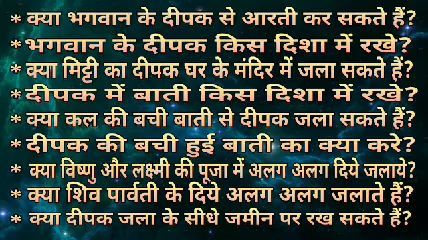 * क्या भगवान के दीपक से आरती कर सकते हैं?
* भगवान के दीपक किस दिशा में रखे?
* क्या मिट्टी का दीपक घर के मंदिर में जला सकते हैं?
* दीपक में बाती किस दिशा में रखे?
* क्या कल की बची बाती से दीपक जला सकते हैं?
* दीपक की बची हुई बाती का क्या करे?
* क्या विष्णु और लक्ष्मी की पूजा में अलग अलग दिये जलाये?
* क्या शिव पार्वती के दिये अलग अलग जलाते हैं?
* क्या दीपक जला के सीधे जमीन पर रख सकते हैं?